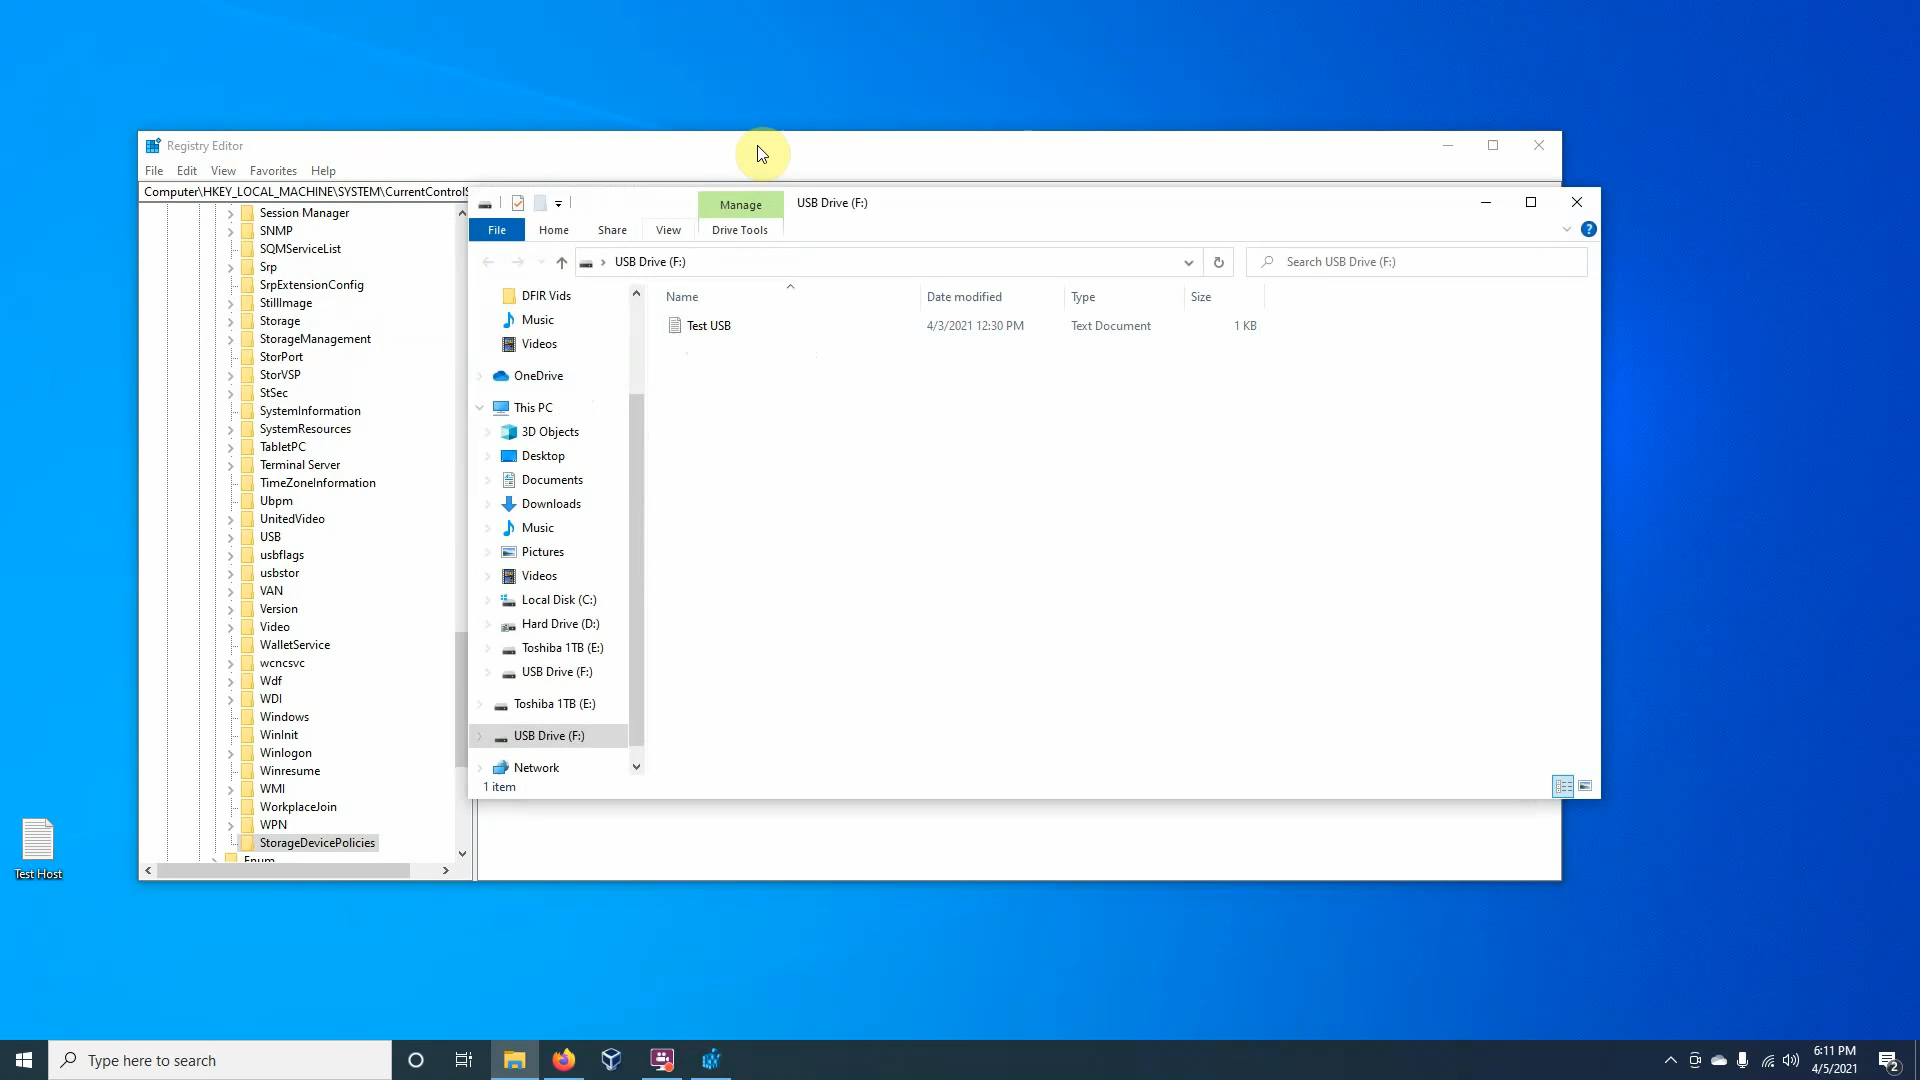 Registry Editor
File Edit View Favorites Help
Computer\HKEY_LOCAL_MACHINE\SYSTEM\CurrentControlS
Session Manager
SNMP
SQMServiceList
Srp
SrpExtensionConfig
StillImage
Storage
StorageManagement
StorPort
StorVSP
StSec
SystemInformation
SystemResources
TabletPC
Terminal Server
TimeZoneInformation
Ubpm
UnitedVideo
USB
usbflags
usbstor
VAN
Version
Video
WalletService
wcncsvc
Wdf
WDI
Windows
WinInit
Winlogon
Winresume
WMI
WorkplaceJoin
WPN
StorageDevicePolicies
Enum
Manage USB Drive (F:)
File Home Share View Drive Tools
USB Drive (F:) Search USB Drive (F:)
DFIR Vids
Music
Videos
OneDrive
This PC
3D Objects
Desktop
Documents
Downloads
Music
Pictures
Videos
Local Disk (C:)
Hard Drive (D:)
Toshiba 1TB (E:)
USB Drive (F:)
Toshiba 1TB (E:)
USB Drive (F:)
Network
Name Date modified Type Size
Test USB 4/3/2021 12:30 PM Text Document 1 KB
1 item
Test Host
Type here to search
6:11 PM
4/5/2021
2